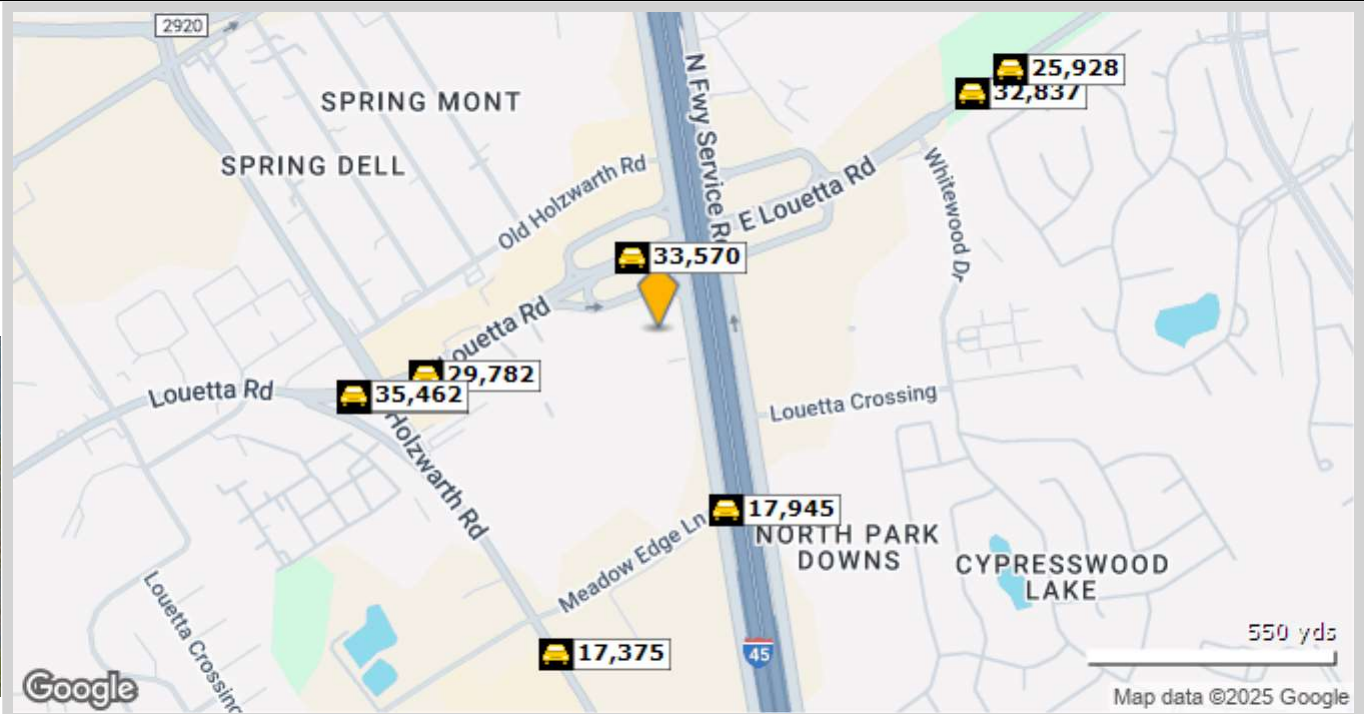 2920
SPRING MONT
SPRING DELL
N Fwy Service Rd
25,928
32,837
Old Holzwarth Rd
E Louetta Rd
Whitewood Dr
33,570
Louetta Rd
29,782
35,462
Louetta Rd
Louetta Crossing
Holzwarth Rd
17,945
Meadow Edge Ln
NORTH PARK
DOWNS
CYPRESSWOOD
LAKE
Louetta Crossing
17,375
45
550 yds
Google
Map data ©2025 Google